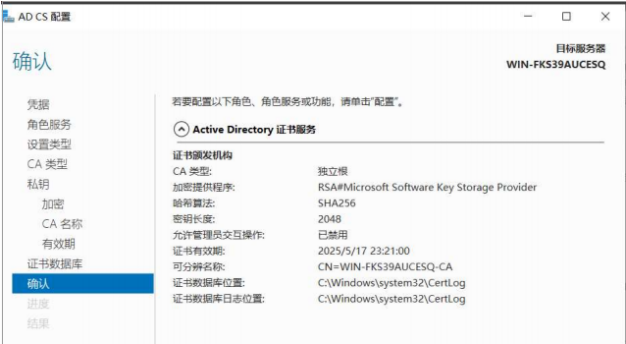 AD CS 配置
确认
目标服务器
WIN-FKS39AUCESQ
凭据
角色服务
设置类型
CA 类型
私钥
加密
CA 名称
有效期
证书数据库
确认
进度
结果
若要配置以下角色、角色服务或功能，请单击"配置"。
Active Directory 证书服务
证书颁发机构
CA 类型: 独立根
加密提供程序: RSA#Microsoft Software Key Storage Provider
哈希算法: SHA256
密钥长度: 2048
允许管理员交互操作: 已禁用
证书有效期: 2025/5/17 23:21:00
可分辨名称: CN=WIN-FKS39AUCESQ-CA
证书数据库位置: C:\Windows\system32\CertLog
证书数据库日志位置: C:\Windows\system32\CertLog